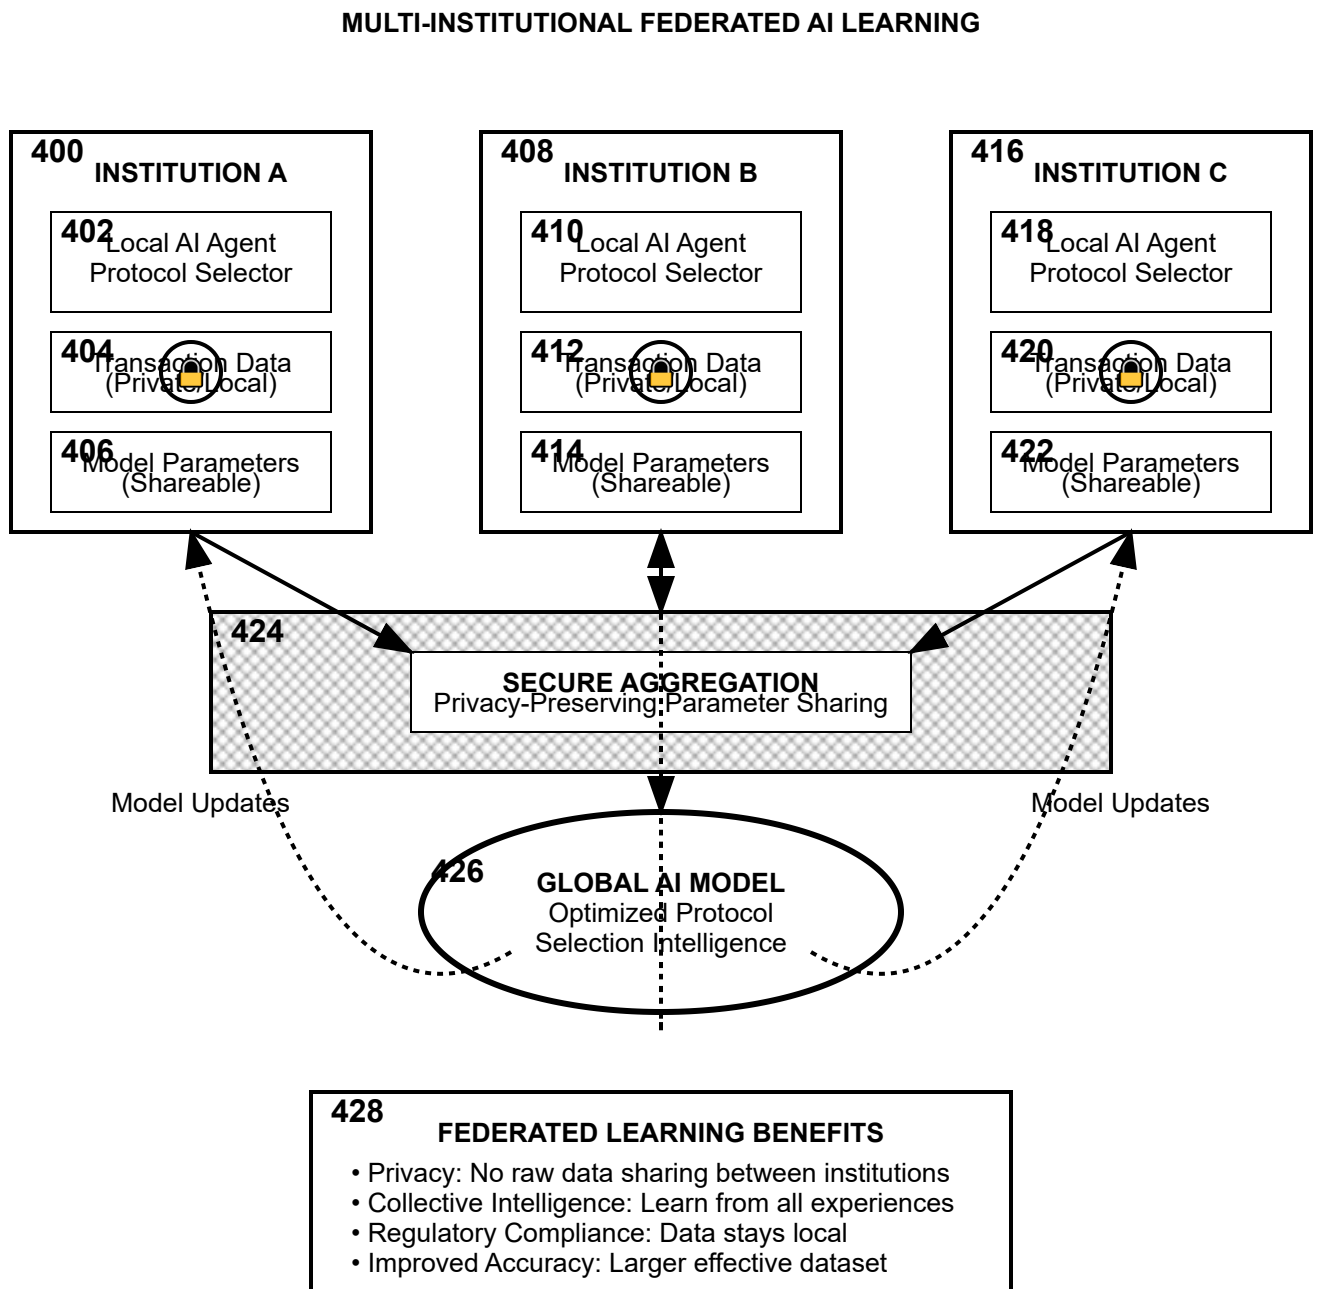 MULTI-INSTITUTIONAL FEDERATED AI LEARNING
400
INSTITUTION A
402
Local AI Agent
Protocol Selector
404
Transaction Data
(Private/Local)
406
Model Parameters
(Shareable)
408
INSTITUTION B
410
Local AI Agent
Protocol Selector
412
Transaction Data
(Private/Local)
414
Model Parameters
(Shareable)
416
INSTITUTION C
418
Local AI Agent
Protocol Selector
420
Transaction Data
(Private/Local)
422
Model Parameters
(Shareable)
424
SECURE AGGREGATION
Privacy-Preserving Parameter Sharing
Model Updates
Model Updates
426
GLOBAL AI MODEL
Optimized Protocol
Selection Intelligence
428
FEDERATED LEARNING BENEFITS
• Privacy: No raw data sharing between institutions
• Collective Intelligence: Learn from all experiences
• Regulatory Compliance: Data stays local
• Improved Accuracy: Larger effective dataset